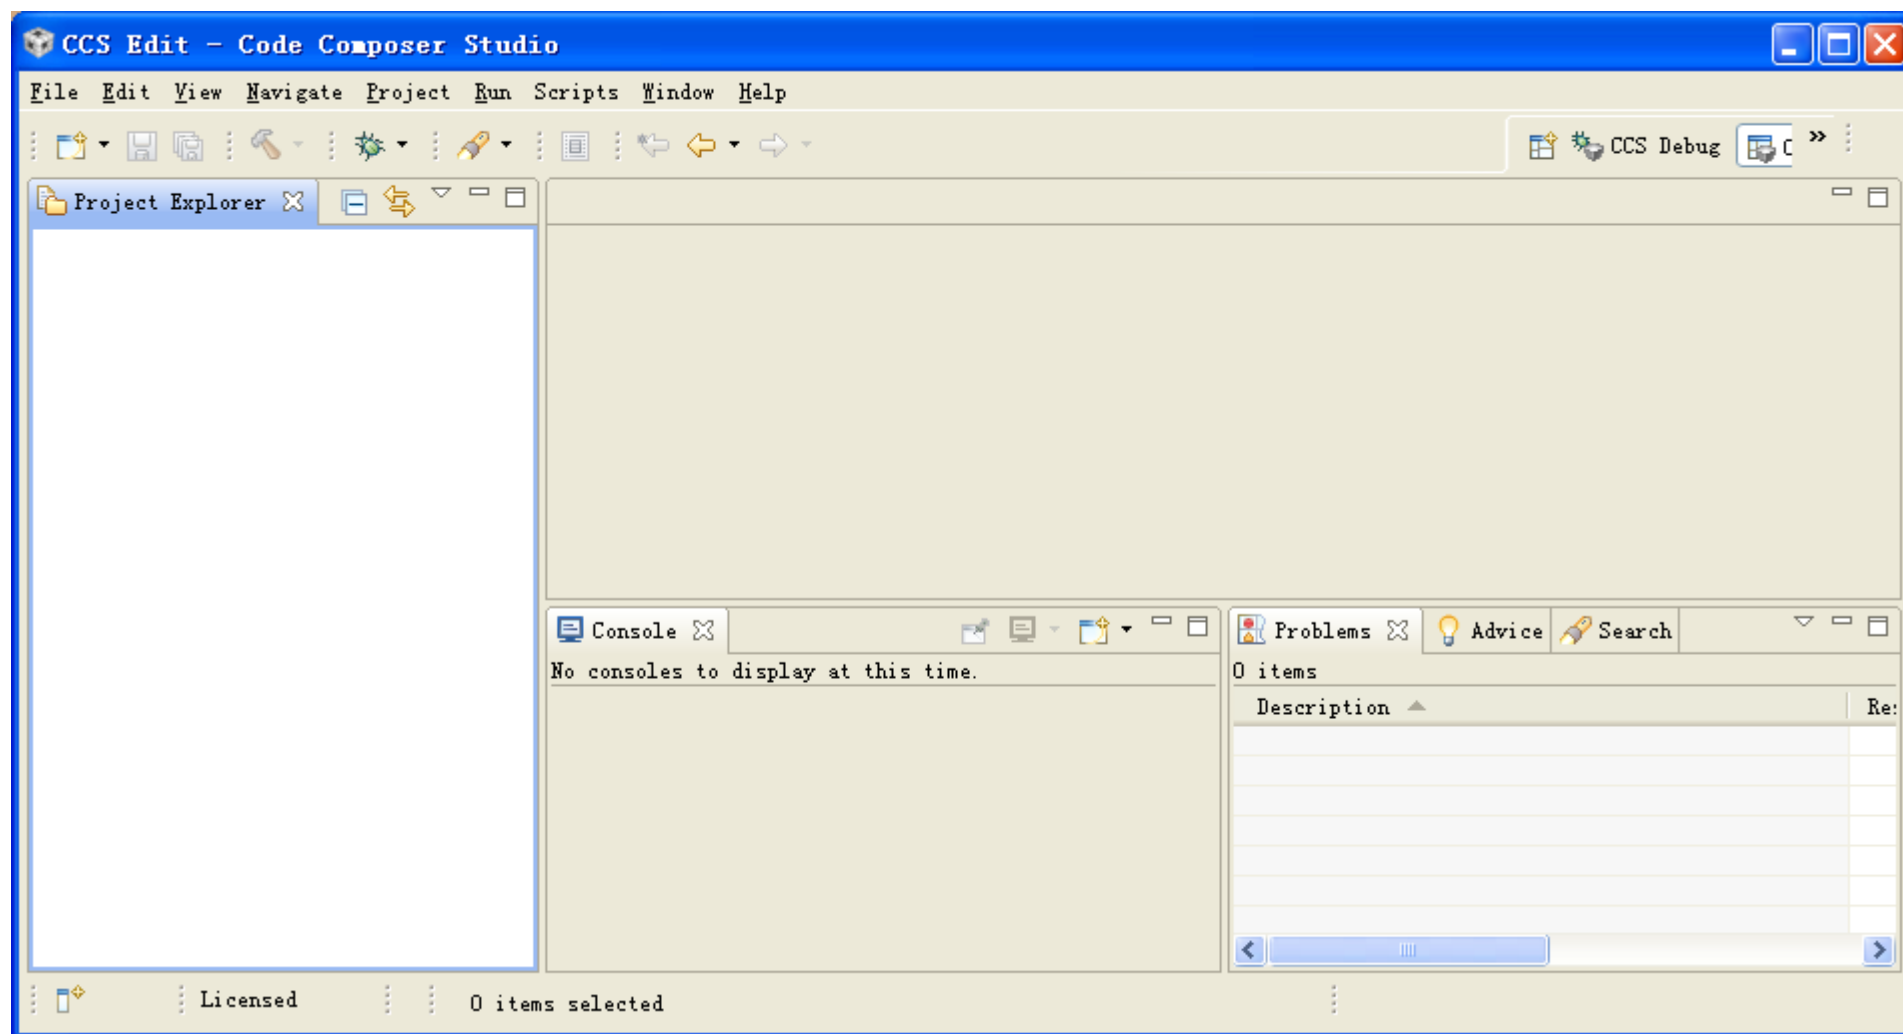 CCS Edit - Code Composer Studio
File Edit View Navigate Project Run Scripts Window Help
CCS Debug
Project Explorer
Console
No consoles to display at this time.
Problems Advice Search
0 items
Description
Licensed
0 items selected